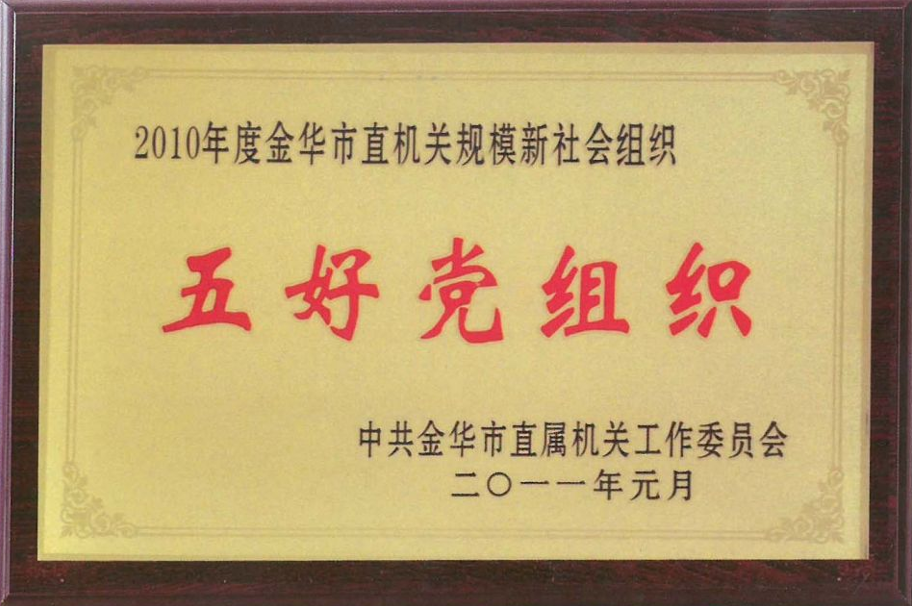 2010年度金华市直机关规模新社会组织
五好党组织
中共金华市直属机关工作委员会
二〇一一年元月